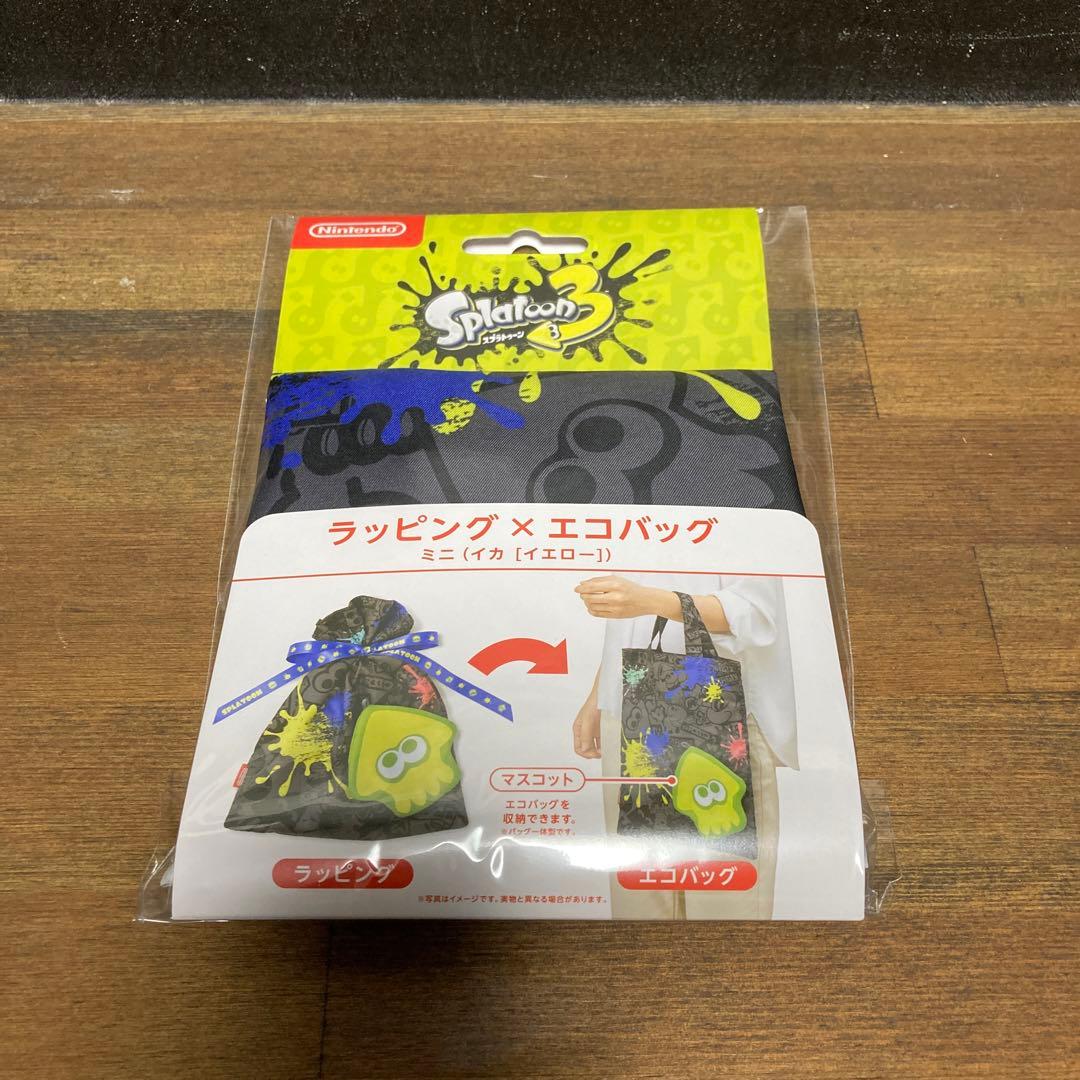 Nintendo
Splatoon 3
スプラトゥーン 3
ラッピング × エコバッグ
ミニ（イカ［イエロー］）
SPLATOON
SPLATOON
マスコット
エコバッグを
収納できます。
※バッグ一体型です。
ラッピング
エコバッグ
※写真はイメージです。実物と異なる場合があります。